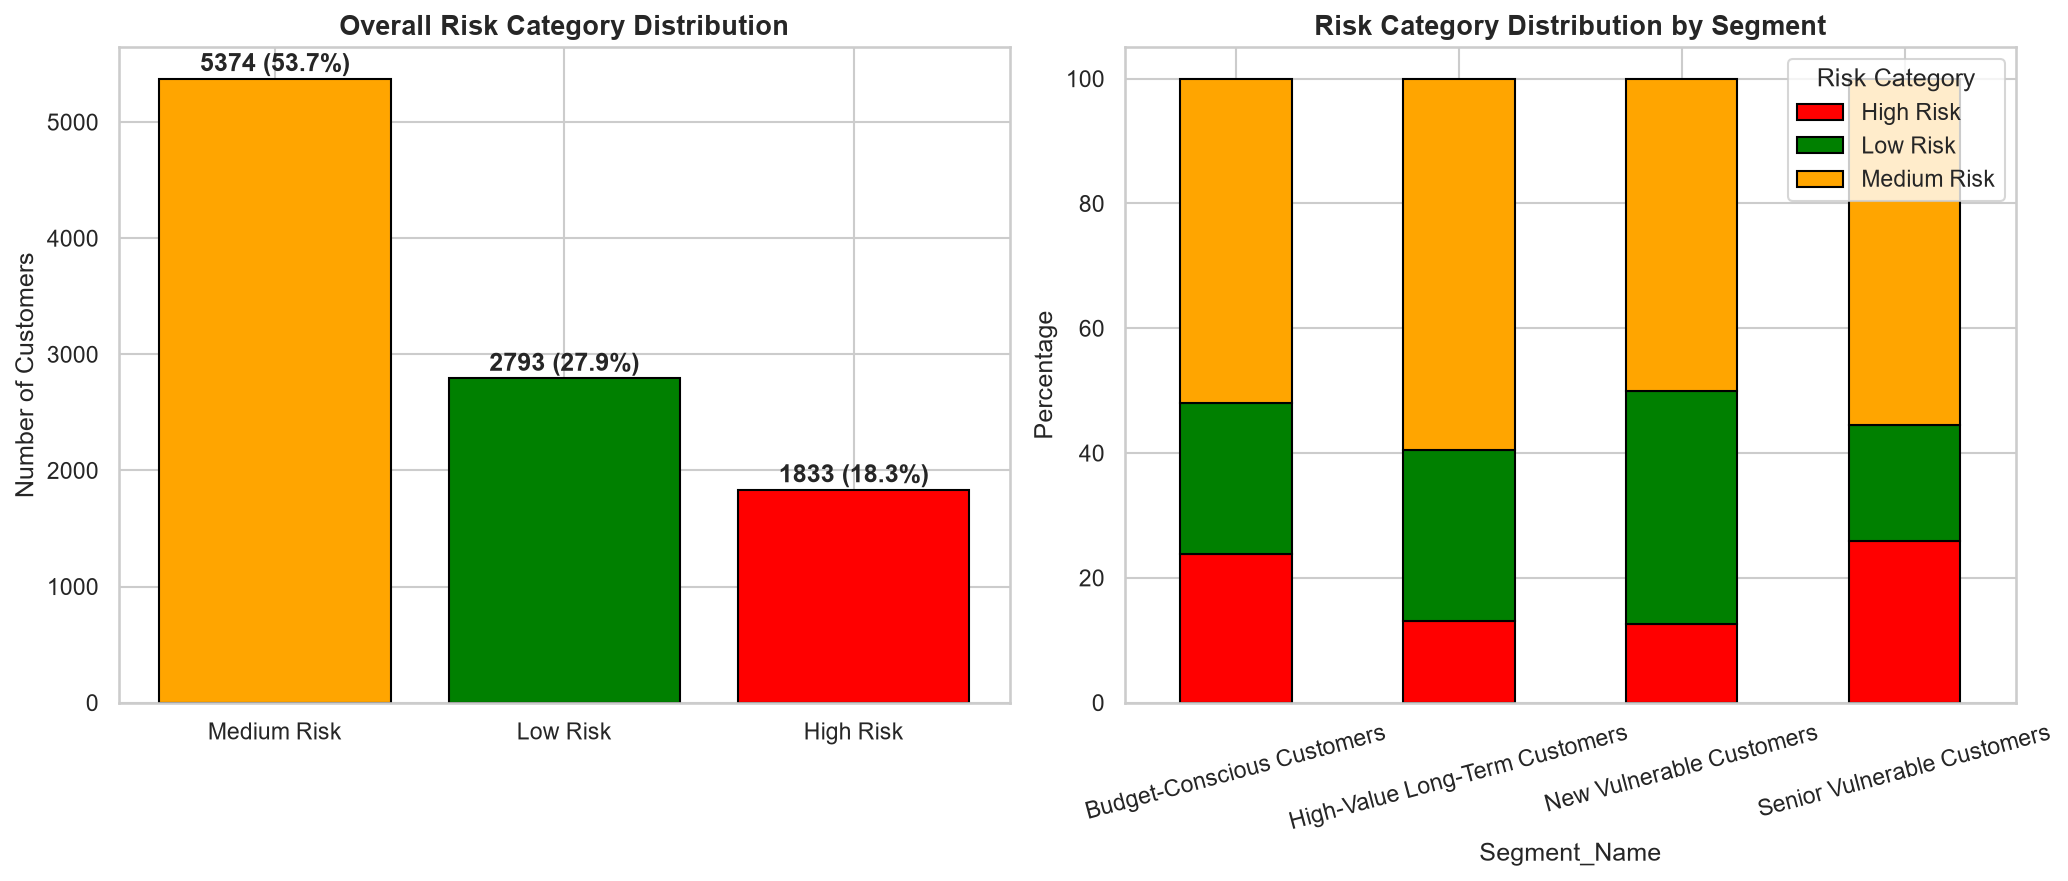 Overall Risk Category Distribution
Number of Customers
5000
4000
3000
2000
1000
0
5374 (53.7%)
2793 (27.9%)
1833 (18.3%)
Medium Risk
Low Risk
High Risk
Risk Category Distribution by Segment
Percentage
100
80
60
40
20
0
Risk Category
High Risk
Low Risk
Medium Risk
Budget-Conscious Customers
High-Value Long-Term Customers
New Vulnerable Customers
Senior Vulnerable Customers
Segment_Name